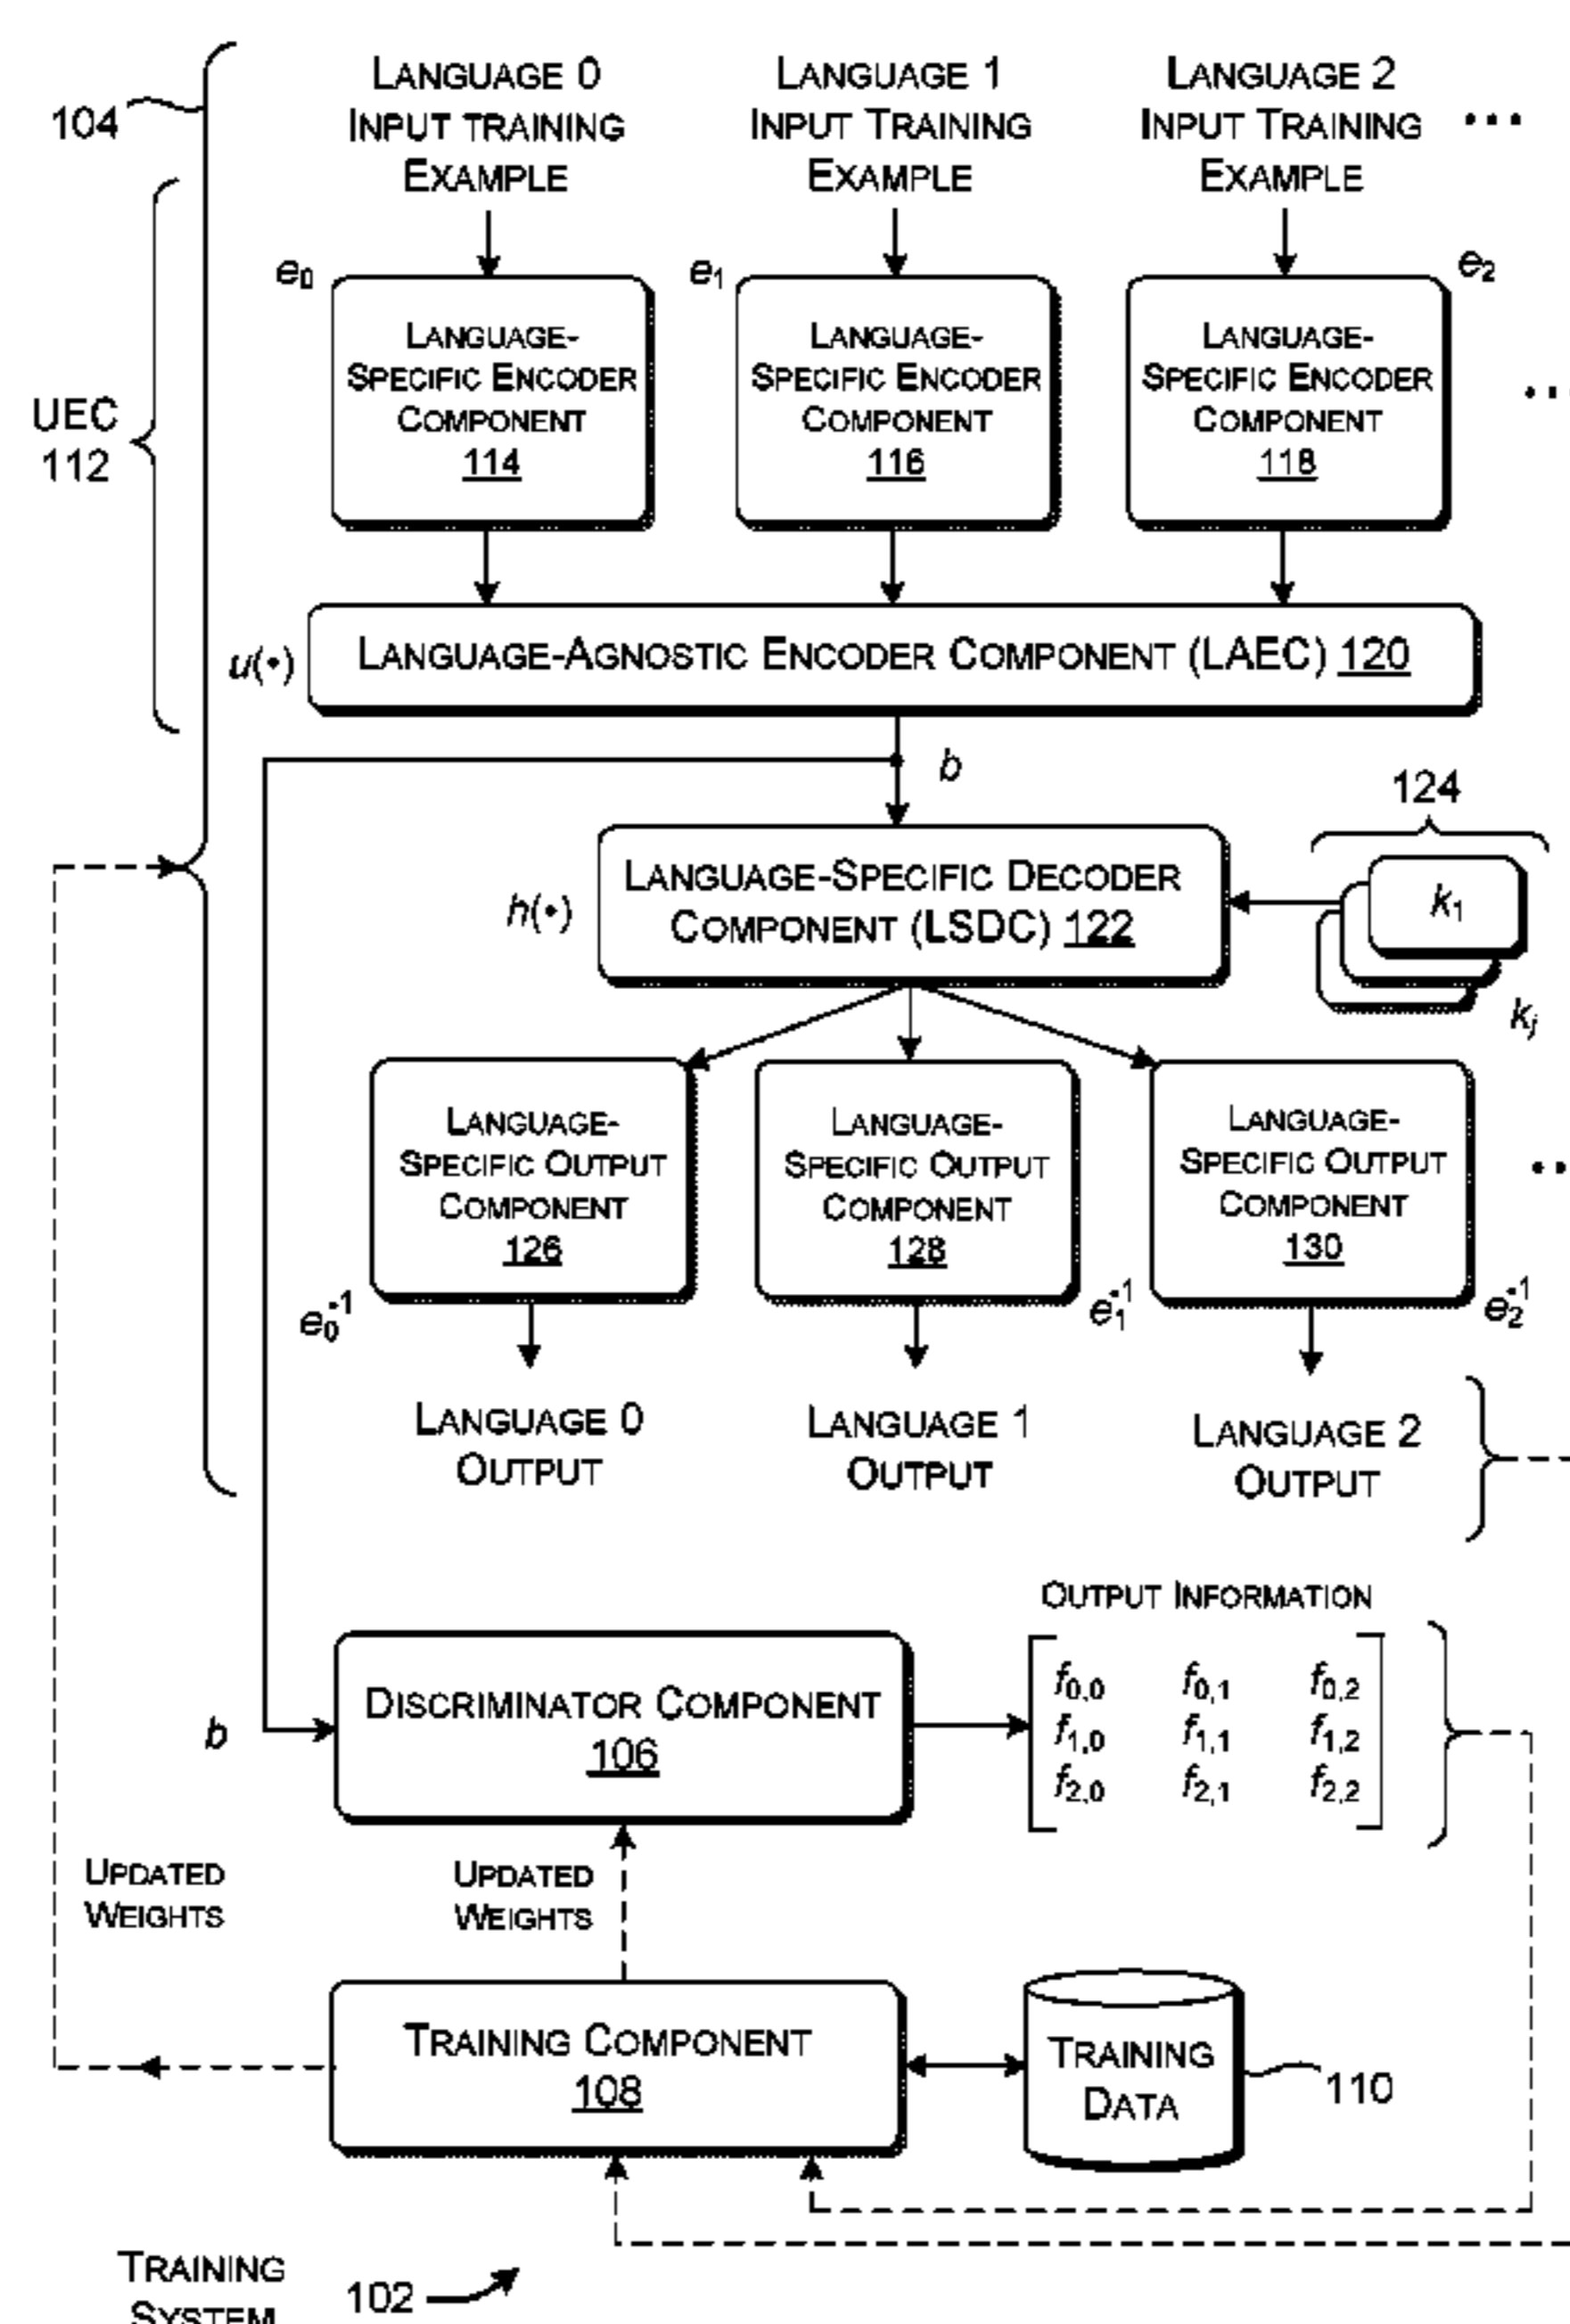 104
LANGUAGE 0
INPUT TRAINING
EXAMPLE
LANGUAGE 1
INPUT TRAINING
EXAMPLE
LANGUAGE 2
INPUT TRAINING
EXAMPLE
...
UEC
112
e0
LANGUAGE-
SPECIFIC ENCODER
COMPONENT
114
e1
LANGUAGE-
SPECIFIC ENCODER
COMPONENT
116
e2
LANGUAGE-
SPECIFIC ENCODER
COMPONENT
118
...
u(•)
LANGUAGE-AGNOSTIC ENCODER COMPONENT (LAEC) 120
b
124
h(•)
LANGUAGE-SPECIFIC DECODER
COMPONENT (LSDC) 122
k1
kj
LANGUAGE-
SPECIFIC OUTPUT
COMPONENT
126
LANGUAGE-
SPECIFIC OUTPUT
COMPONENT
128
LANGUAGE-
SPECIFIC OUTPUT
COMPONENT
130
e0-1
e1-1
e2-1
LANGUAGE 0
OUTPUT
LANGUAGE 1
OUTPUT
LANGUAGE 2
OUTPUT
OUTPUT INFORMATION
b
DISCRIMINATOR COMPONENT
106
f0,0 f0,1 f0,2
f1,0 f1,1 f1,2
f2,0 f2,1 f2,2
UPDATED
WEIGHTS
UPDATED
WEIGHTS
TRAINING COMPONENT
108
TRAINING
DATA
110
TRAINING
SYSTEM
102